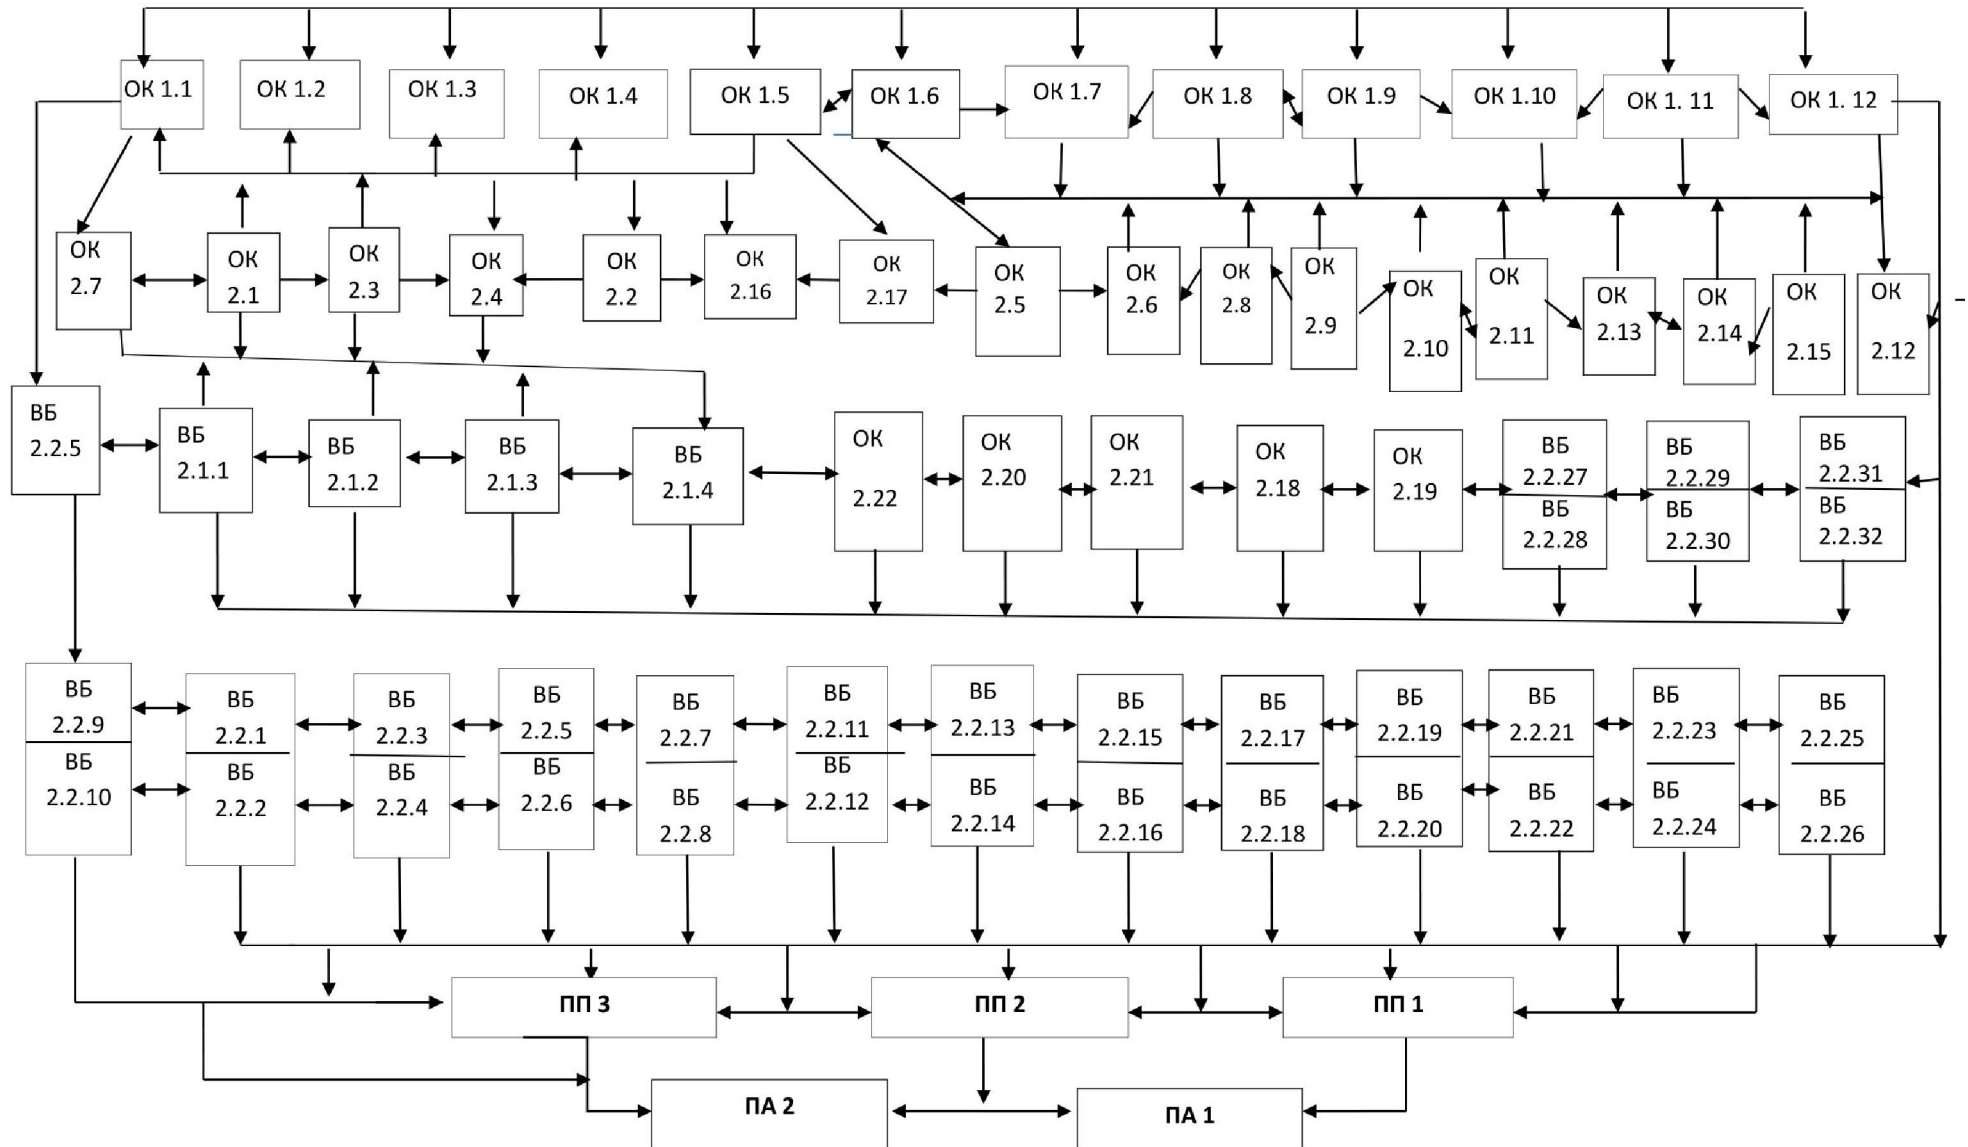 ОК 1.1
ОК 1.2
ОК 1.3
ОК 1.4
ОК 1.5
ОК 1.6
ОК 1.7
ОК 1.8
ОК 1.9
ОК 1.10
ОК 1. 11
ОК 1. 12
ОК
2.7
ОК
2.1
ОК
2.3
ОК
2.4
ОК
2.2
ОК
2.16
ОК
2.17
ОК
2.5
ОК
2.6
ОК
2.8
ОК
2.9
ОК
2.10
ОК
2.11
ОК
2.13
ОК
2.14
ОК
2.15
ОК
2.12
ВБ
2.2.5
ВБ
2.1.1
ВБ
2.1.2
ВБ
2.1.3
ВБ
2.1.4
ОК
2.22
ОК
2.20
ОК
2.21
ОК
2.18
ОК
2.19
ВБ
2.2.27
ВБ
2.2.28
ВБ
2.2.29
ВБ
2.2.30
ВБ
2.2.31
ВБ
2.2.32
ВБ
2.2.9
ВБ
2.2.10
ВБ
2.2.1
ВБ
2.2.2
ВБ
2.2.3
ВБ
2.2.4
ВБ
2.2.5
ВБ
2.2.6
ВБ
2.2.7
ВБ
2.2.8
ВБ
2.2.11
ВБ
2.2.12
ВБ
2.2.13
ВБ
2.2.14
ВБ
2.2.15
ВБ
2.2.16
ВБ
2.2.17
ВБ
2.2.18
ВБ
2.2.19
ВБ
2.2.20
ВБ
2.2.21
ВБ
2.2.22
ВБ
2.2.23
ВБ
2.2.24
ВБ
2.2.25
ВБ
2.2.26
ПП 3
ПП 2
ПП 1
ПА 2
ПА 1